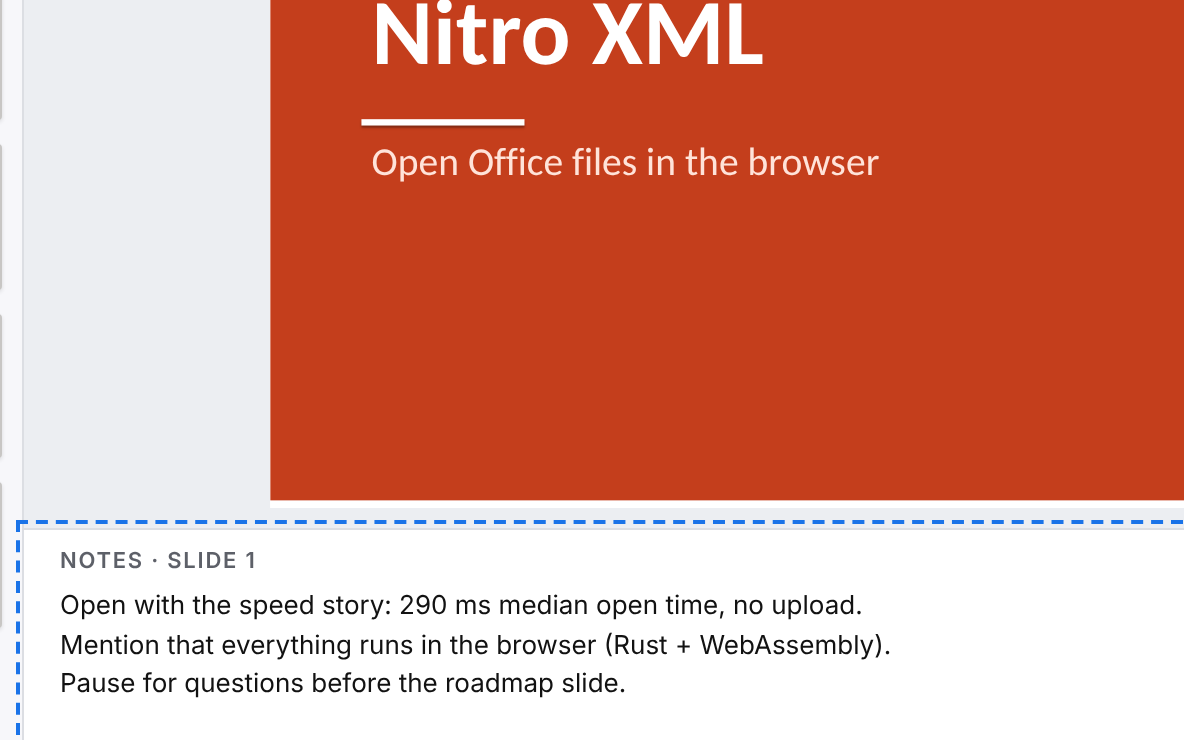 Nitro XML
Open Office files in the browser
NOTES · SLIDE 1
Open with the speed story: 290 ms median open time, no upload.
Mention that everything runs in the browser (Rust + WebAssembly).
Pause for questions before the roadmap slide.